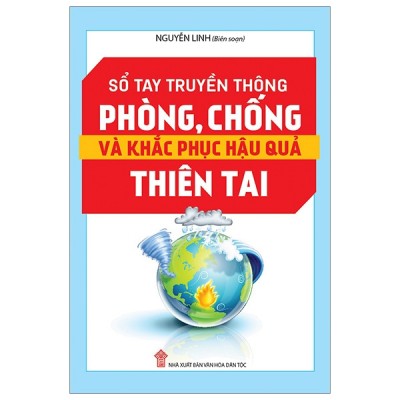 NGUYỄN LINH (Biên soạn)
SỔ TAY TRUYỀN THÔNG
PHÒNG, CHỐNG
VÀ KHẮC PHỤC HẬU QUẢ
THIÊN TAI
NHÀ XUẤT BẢN VĂN HÓA DÂN TỘC